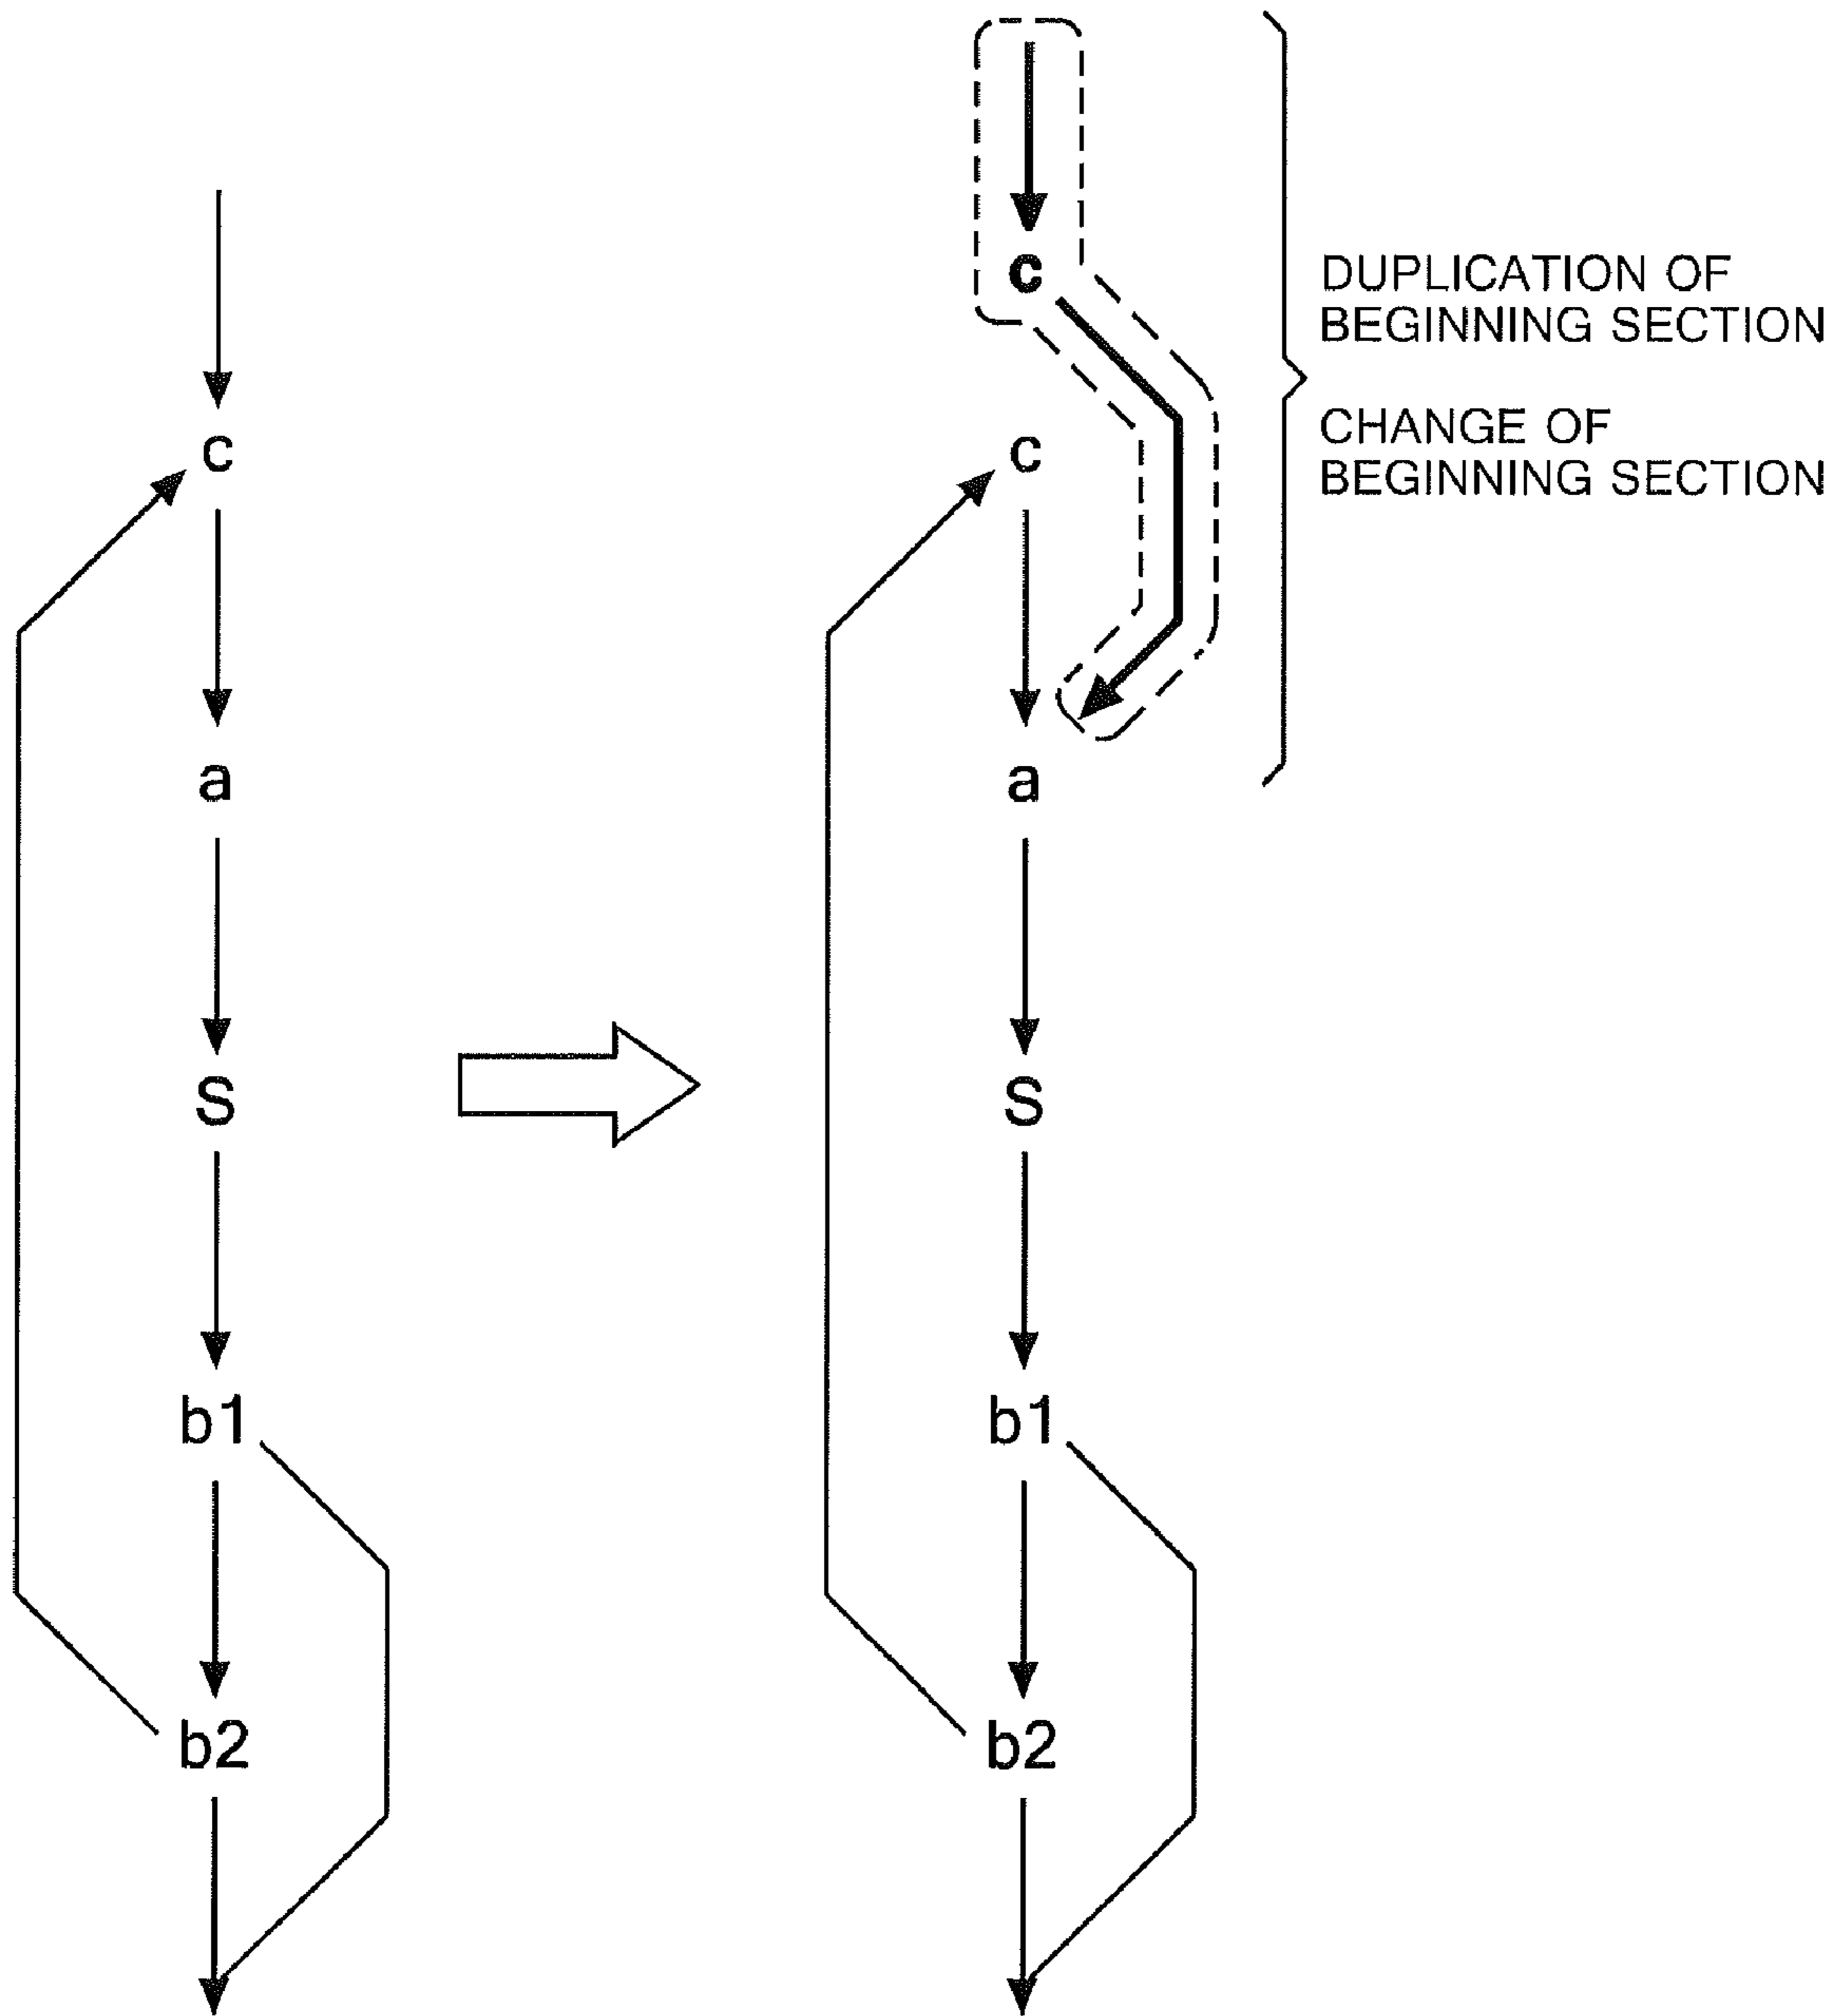 c
a
S
b1
b2
c
c
a
S
b1
b2
DUPLICATION OF
BEGINNING SECTION
CHANGE OF
BEGINNING SECTION